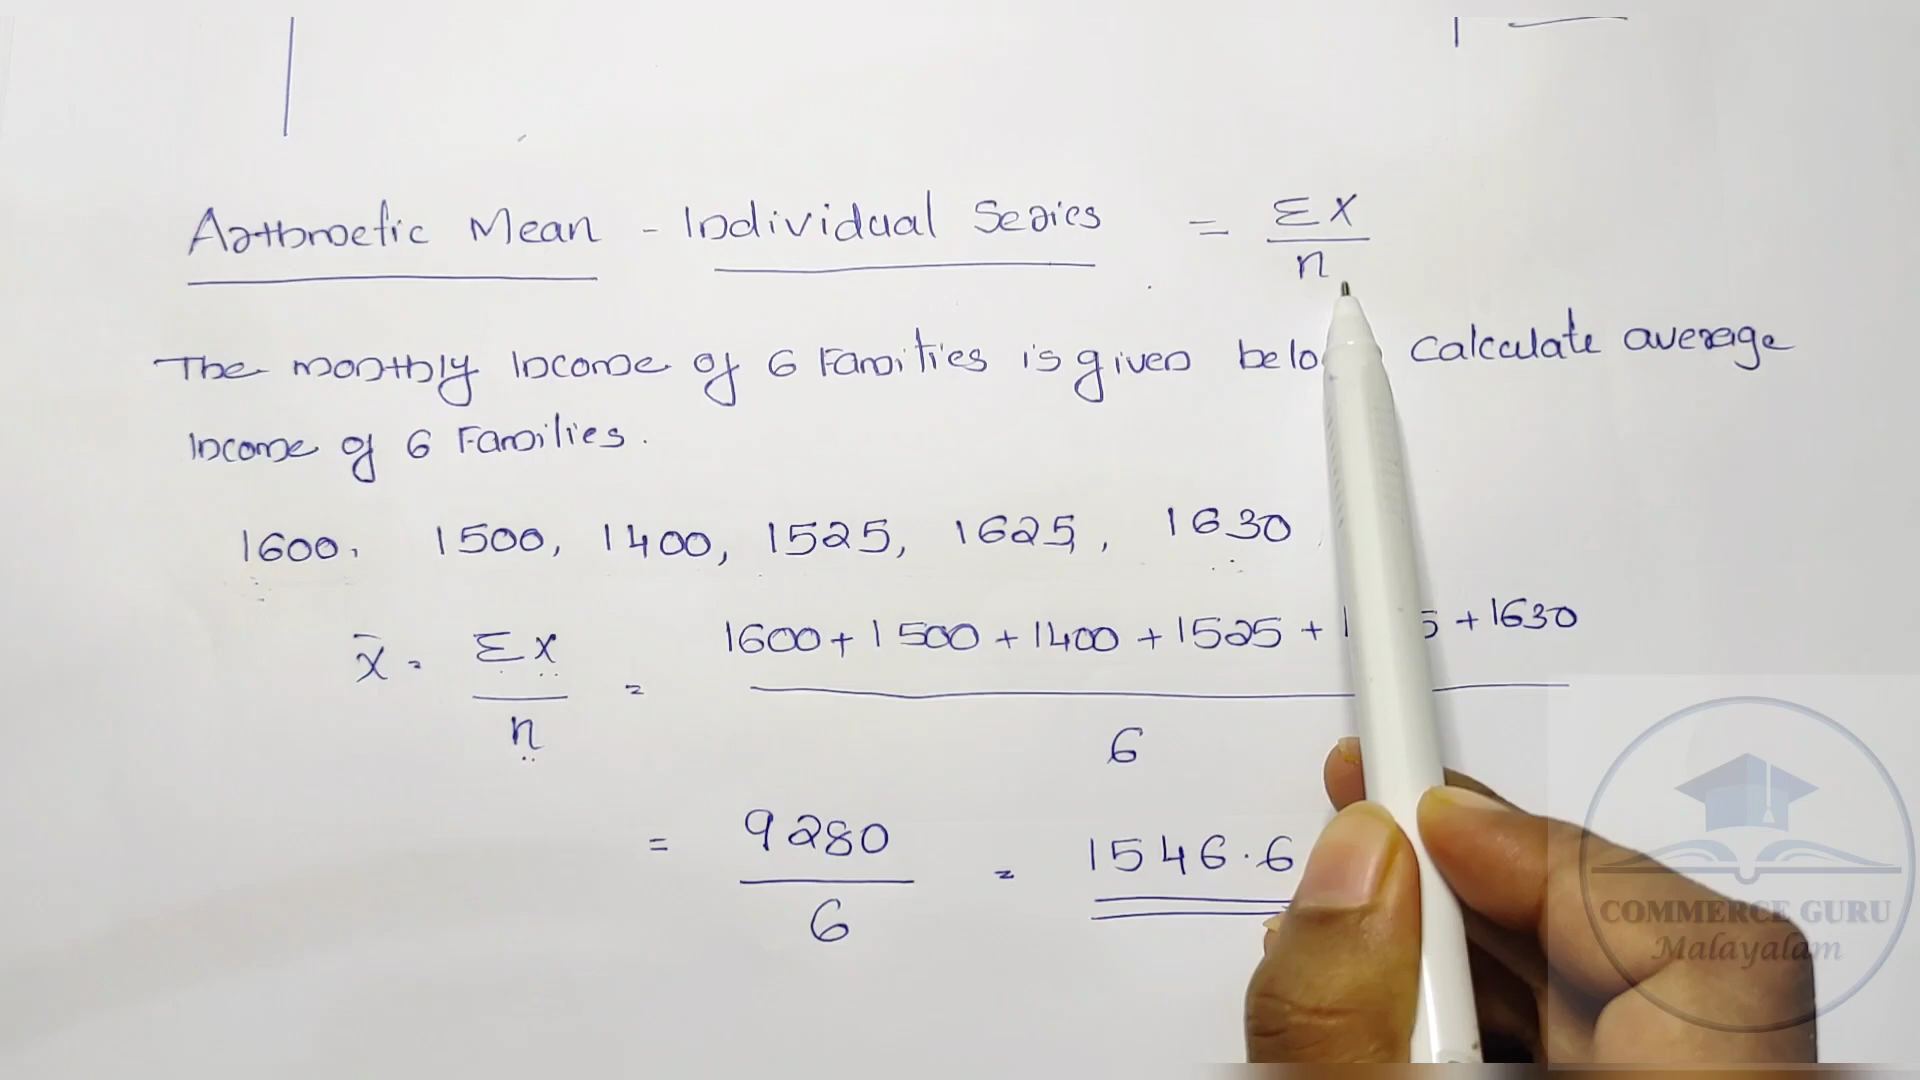 Arithmetic Mean - Individual Series = ΣX / n
The monthly Income of 6 Families is given belo calculate average
Income of 6 Families.
1600, 1500, 1400, 1525, 1625, 1630
x̄ = Σx / n = 1600 + 1500 + 1400 + 1525 + 1 5 + 1630 / 6
= 9280 / 6 = 1546.6
COMMERCE GURU
Malayalam